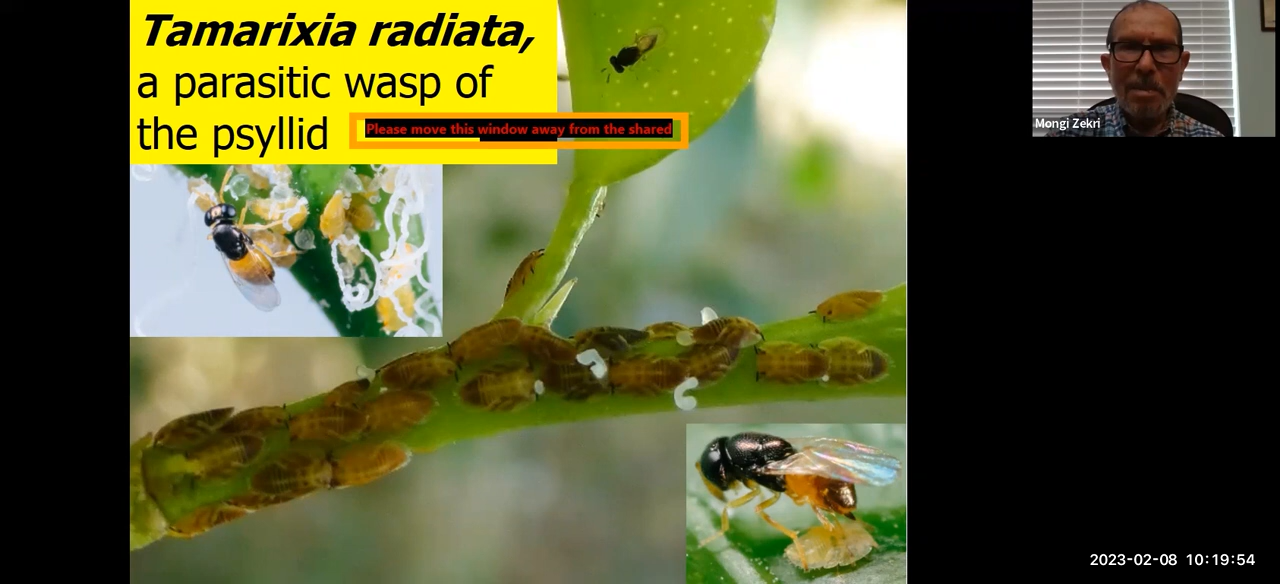 Tamarixia radiata,
a parasitic wasp of
the psyllid
Please move this window away from the shared
Mongi Zekri
2023-02-08 10:19:54